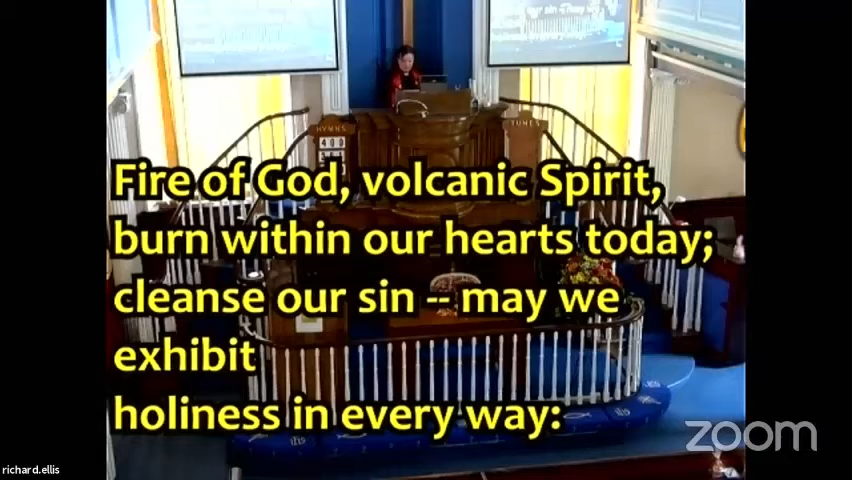 HYMNS
TUNES
400
Fire of God, volcanic Spirit,
burn within our hearts today;
cleanse our sin -- may we
exhibit
holiness in every way:
zoom
richard.ellis